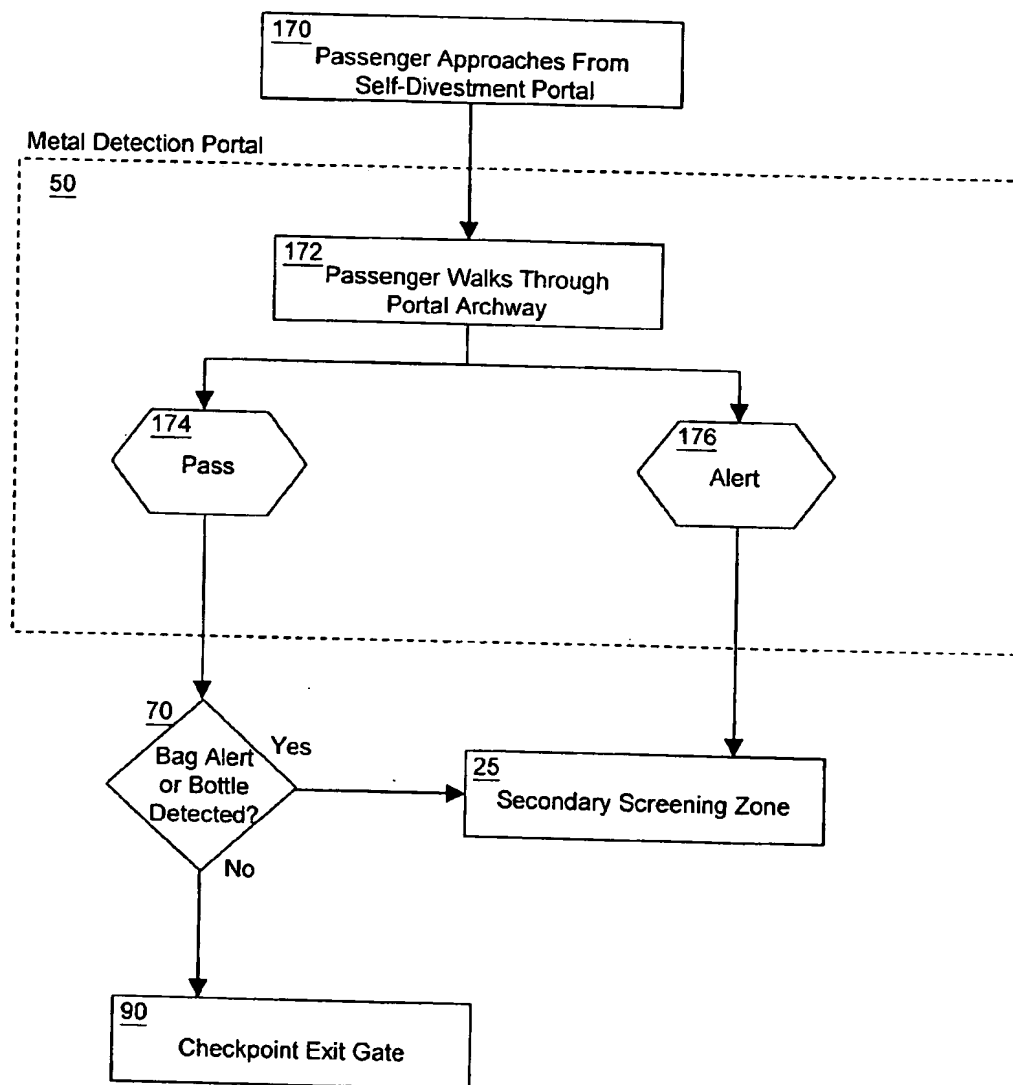 170
Passenger Approaches From
Self-Divestment Portal
Metal Detection Portal
50
172
Passenger Walks Through
Portal Archway
174
Pass
176
Alert
70
Bag Alert
or Bottle
Detected?
Yes
No
25
Secondary Screening Zone
90
Checkpoint Exit Gate